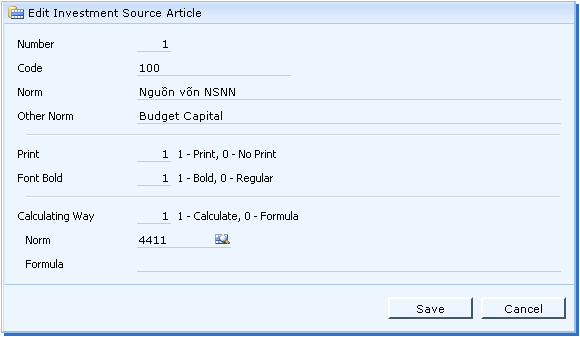 Edit Investment Source Article
Number 1
Code 100
Norm Nguồn vốn NSNN
Other Norm Budget Capital
Print 1 1 - Print, 0 - No Print
Font Bold 1 1 - Bold, 0 - Regular
Calculating Way 1 1 - Calculate, 0 - Formula
Norm 4411
Formula
Save Cancel